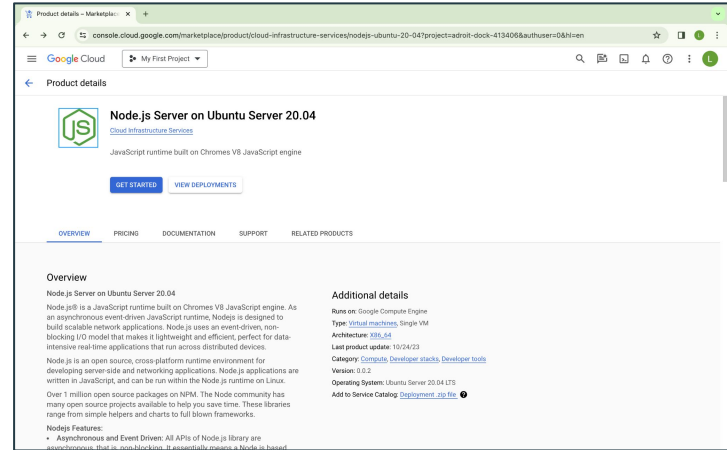 Product details – Marketplace
console.cloud.google.com/marketplace/product/cloud-infrastructure-services/nodejs-ubuntu-20-04?project=adroit-dock-413406&authuser=0&hl=en
L
Google Cloud
My First Project
L
Product details
JS
Node.js Server on Ubuntu Server 20.04
Cloud Infrastructure Services
JavaScript runtime built on Chromes V8 JavaScript engine
GET STARTED VIEW DEPLOYMENTS
OVERVIEW PRICING DOCUMENTATION SUPPORT RELATED PRODUCTS
Overview
Node.js Server on Ubuntu Server 20.04
Node.js® is a JavaScript runtime built on Chromes V8 JavaScript engine. As
an asynchronous event-driven JavaScript runtime, Nodejs is designed to
build scalable network applications. Node.js uses an event-driven, non-
blocking I/O model that makes it lightweight and efficient, perfect for data-
intensive real-time applications that run across distributed devices.
Node.js is an open source, cross-platform runtime environment for
developing server-side and networking applications. Node.js applications are
written in JavaScript, and can be run within the Node.js runtime on Linux.
Over 1 million open source packages on NPM. The Node community has
many open source projects available to help you save time. These libraries
range from simple helpers and charts to full blown frameworks.
Nodejs Features:
• Asynchronous and Event Driven: All APIs of Node.js library are
asynchronous, that is, non-blocking. It essentially means a Node.js based
Additional details
Runs on: Google Compute Engine
Type: Virtual machines, Single VM
Architecture: X86_64
Last product update: 10/24/23
Category: Compute, Developer stacks, Developer tools
Version: 0.0.2
Operating System: Ubuntu Server 20.04 LTS
Add to Service Catalog: Deployment .zip file